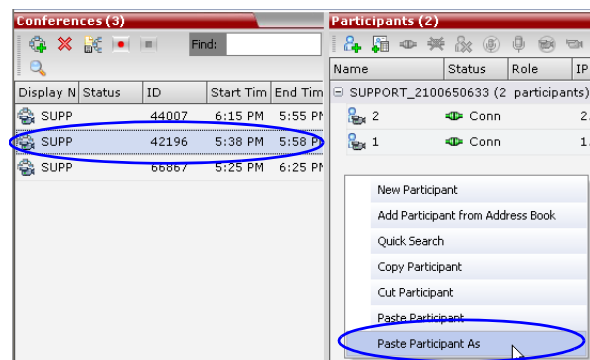 Conferences (3)
Find:
Display N Status ID Start Tim End Tim
SUPP 44007 6:15 PM 5:55 PM
SUPP 42196 5:38 PM 5:58 PM
SUPP 66867 5:25 PM 6:25 PM
Participants (2)
Name Status Role IP
SUPPORT_2100650633 (2 participants)
2 Conn 2.
1 Conn 1.
New Participant
Add Participant from Address Book
Quick Search
Copy Participant
Cut Participant
Paste Participant
Paste Participant As